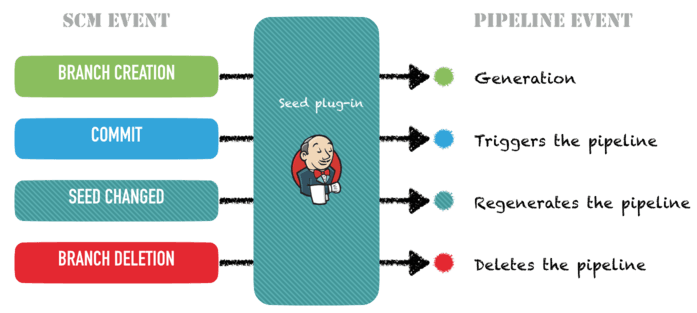 SCM EVENT
PIPELINE EVENT
BRANCH CREATION
Seed plug-in
Generation
COMMIT
Triggers the pipeline
SEED CHANGED
Regenerates the pipeline
BRANCH DELETION
Deletes the pipeline